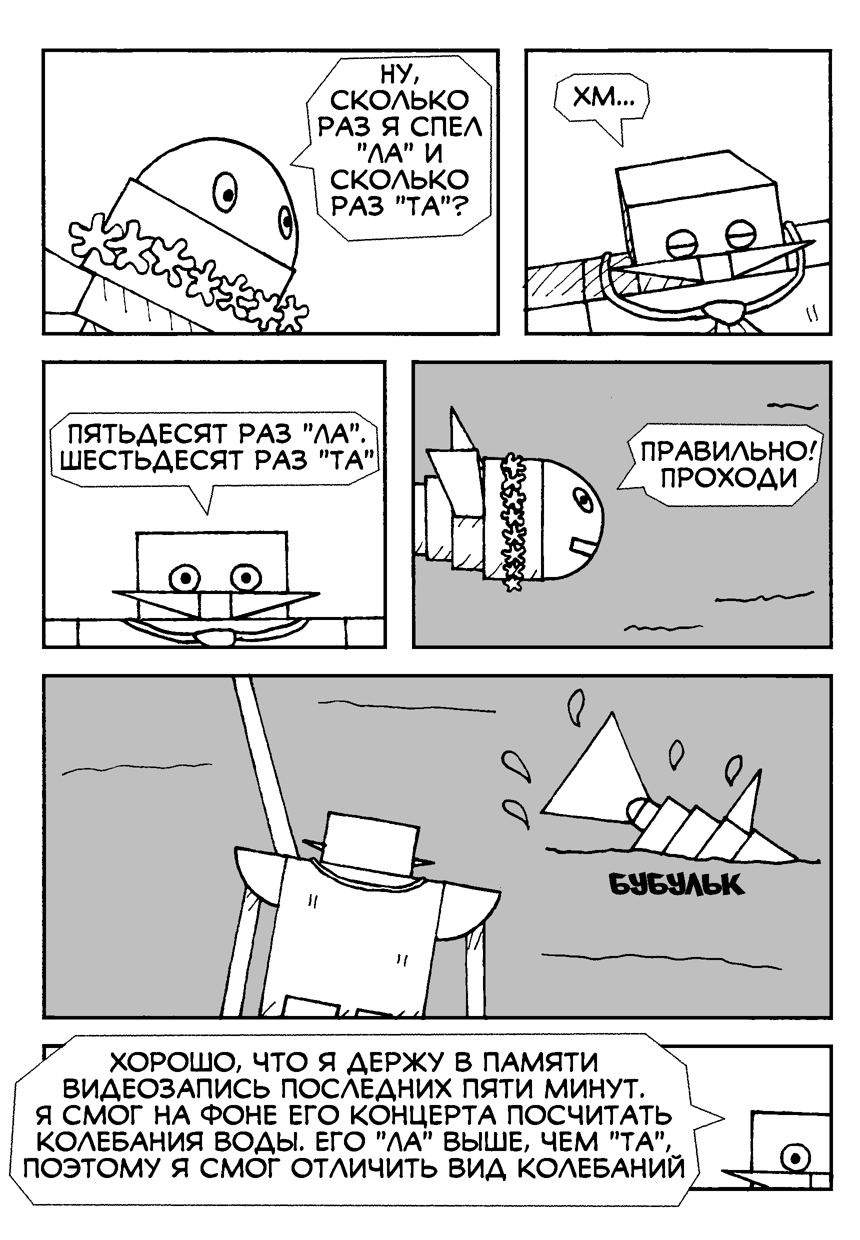 НУ,
СКОЛЬКО
РАЗ Я СПЕЛ
"ЛА" И
СКОЛЬКО
РАЗ "ТА"?
ХМ...
ПЯТЬДЕСЯТ РАЗ "ЛА".
ШЕСТЬДЕСЯТ РАЗ "ТА"
ПРАВИЛЬНО!
ПРОХОДИ
БУБУЛЬК
ХОРОШО, ЧТО Я ДЕРЖУ В ПАМЯТИ
ВИДЕОЗАПИСЬ ПОСЛЕДНИХ ПЯТИ МИНУТ.
Я СМОГ НА ФОНЕ ЕГО КОНЦЕРТА ПОСЧИТАТЬ
КОЛЕБАНИЯ ВОДЫ. ЕГО "ЛА" ВЫШЕ, ЧЕМ "ТА",
ПОЭТОМУ Я СМОГ ОТЛИЧИТЬ ВИД КОЛЕБАНИЙ